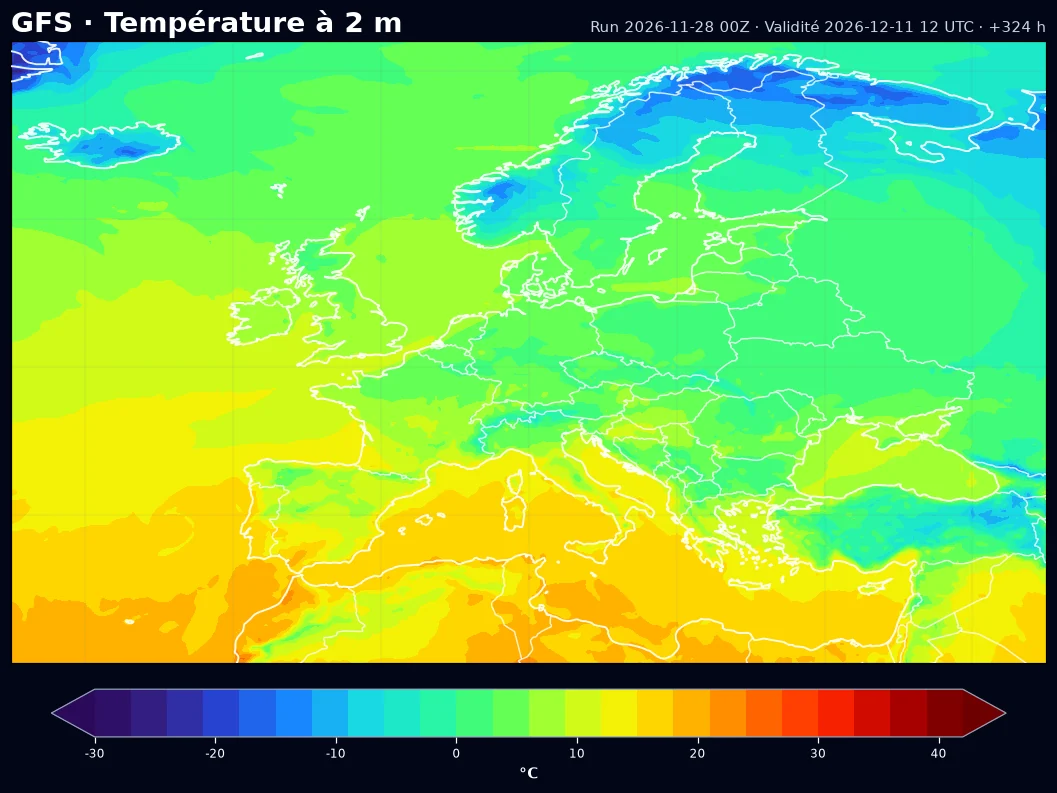 GFS · Température à 2 m
Run 2026-11-28 00Z · Validité 2026-12-11 12 UTC · +324 h
-30 -20 -10 0 10 20 30 40
°C